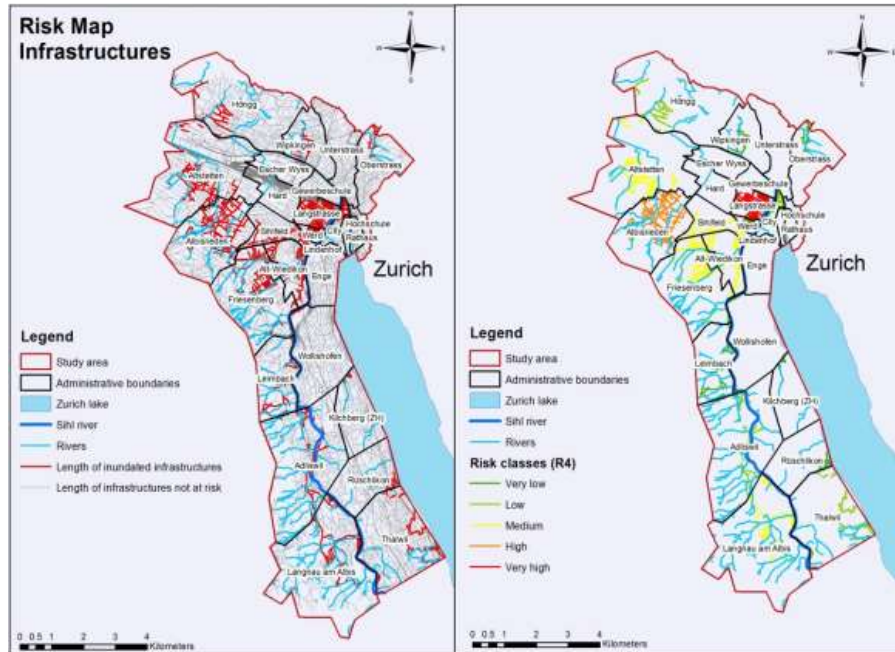 Risk Map
Infrastructures
N
W
E
S
Höngg
Wipkingen
Unterstrass
Oberstrass
Escher Wyss
Altstetten
Hard
Gewerbeschule
Langstrasse
Hochschule
Albisrieden
Sihlfeld
Werd
City
Rathaus
Lindenhof
Alt-Wiedikon
Enge
Zurich
Friesenberg
Wollishofen
Leimbach
Kilchberg (ZH)
Adliswil
Rüschlikon
Thalwil
Langnau am Albis
Legend
Study area
Administrative boundaries
Zurich lake
Sihl river
Rivers
Length of inundated infrastructures
Length of infrastructures not at risk
0 0.5 1 2 3 4
Kilometers
N
W
E
S
Höngg
Wipkingen
Unterstrass
Oberstrass
Escher Wyss
Altstetten
Hard
Gewerbeschule
Langstrasse
Hochschule
Albisrieden
Sihlfeld
Werd
City
Rathaus
Lindenhof
Alt-Wiedikon
Enge
Zurich
Friesenberg
Wollishofen
Leimbach
Kilchberg (ZH)
Adliswil
Rüschlikon
Thalwil
Langnau am Albis
Legend
Study area
Administrative boundaries
Zurich lake
Sihl river
Rivers
Risk classes (R4)
Very low
Low
Medium
High
Very high
0 0.5 1 2 3 4
Kilometers